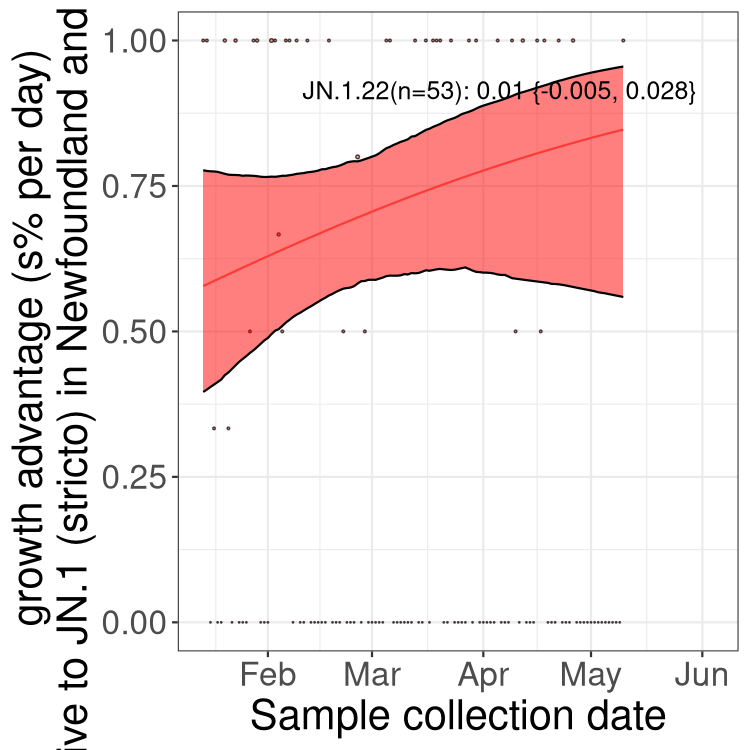 growth advantage (s% per day)
ive to JN.1 (stricto) in Newfoundland and
1.00
0.75
0.50
0.25
0.00
JN.1.22(n=53): 0.01 {-0.005, 0.028}
Feb Mar Apr May Jun
Sample collection date